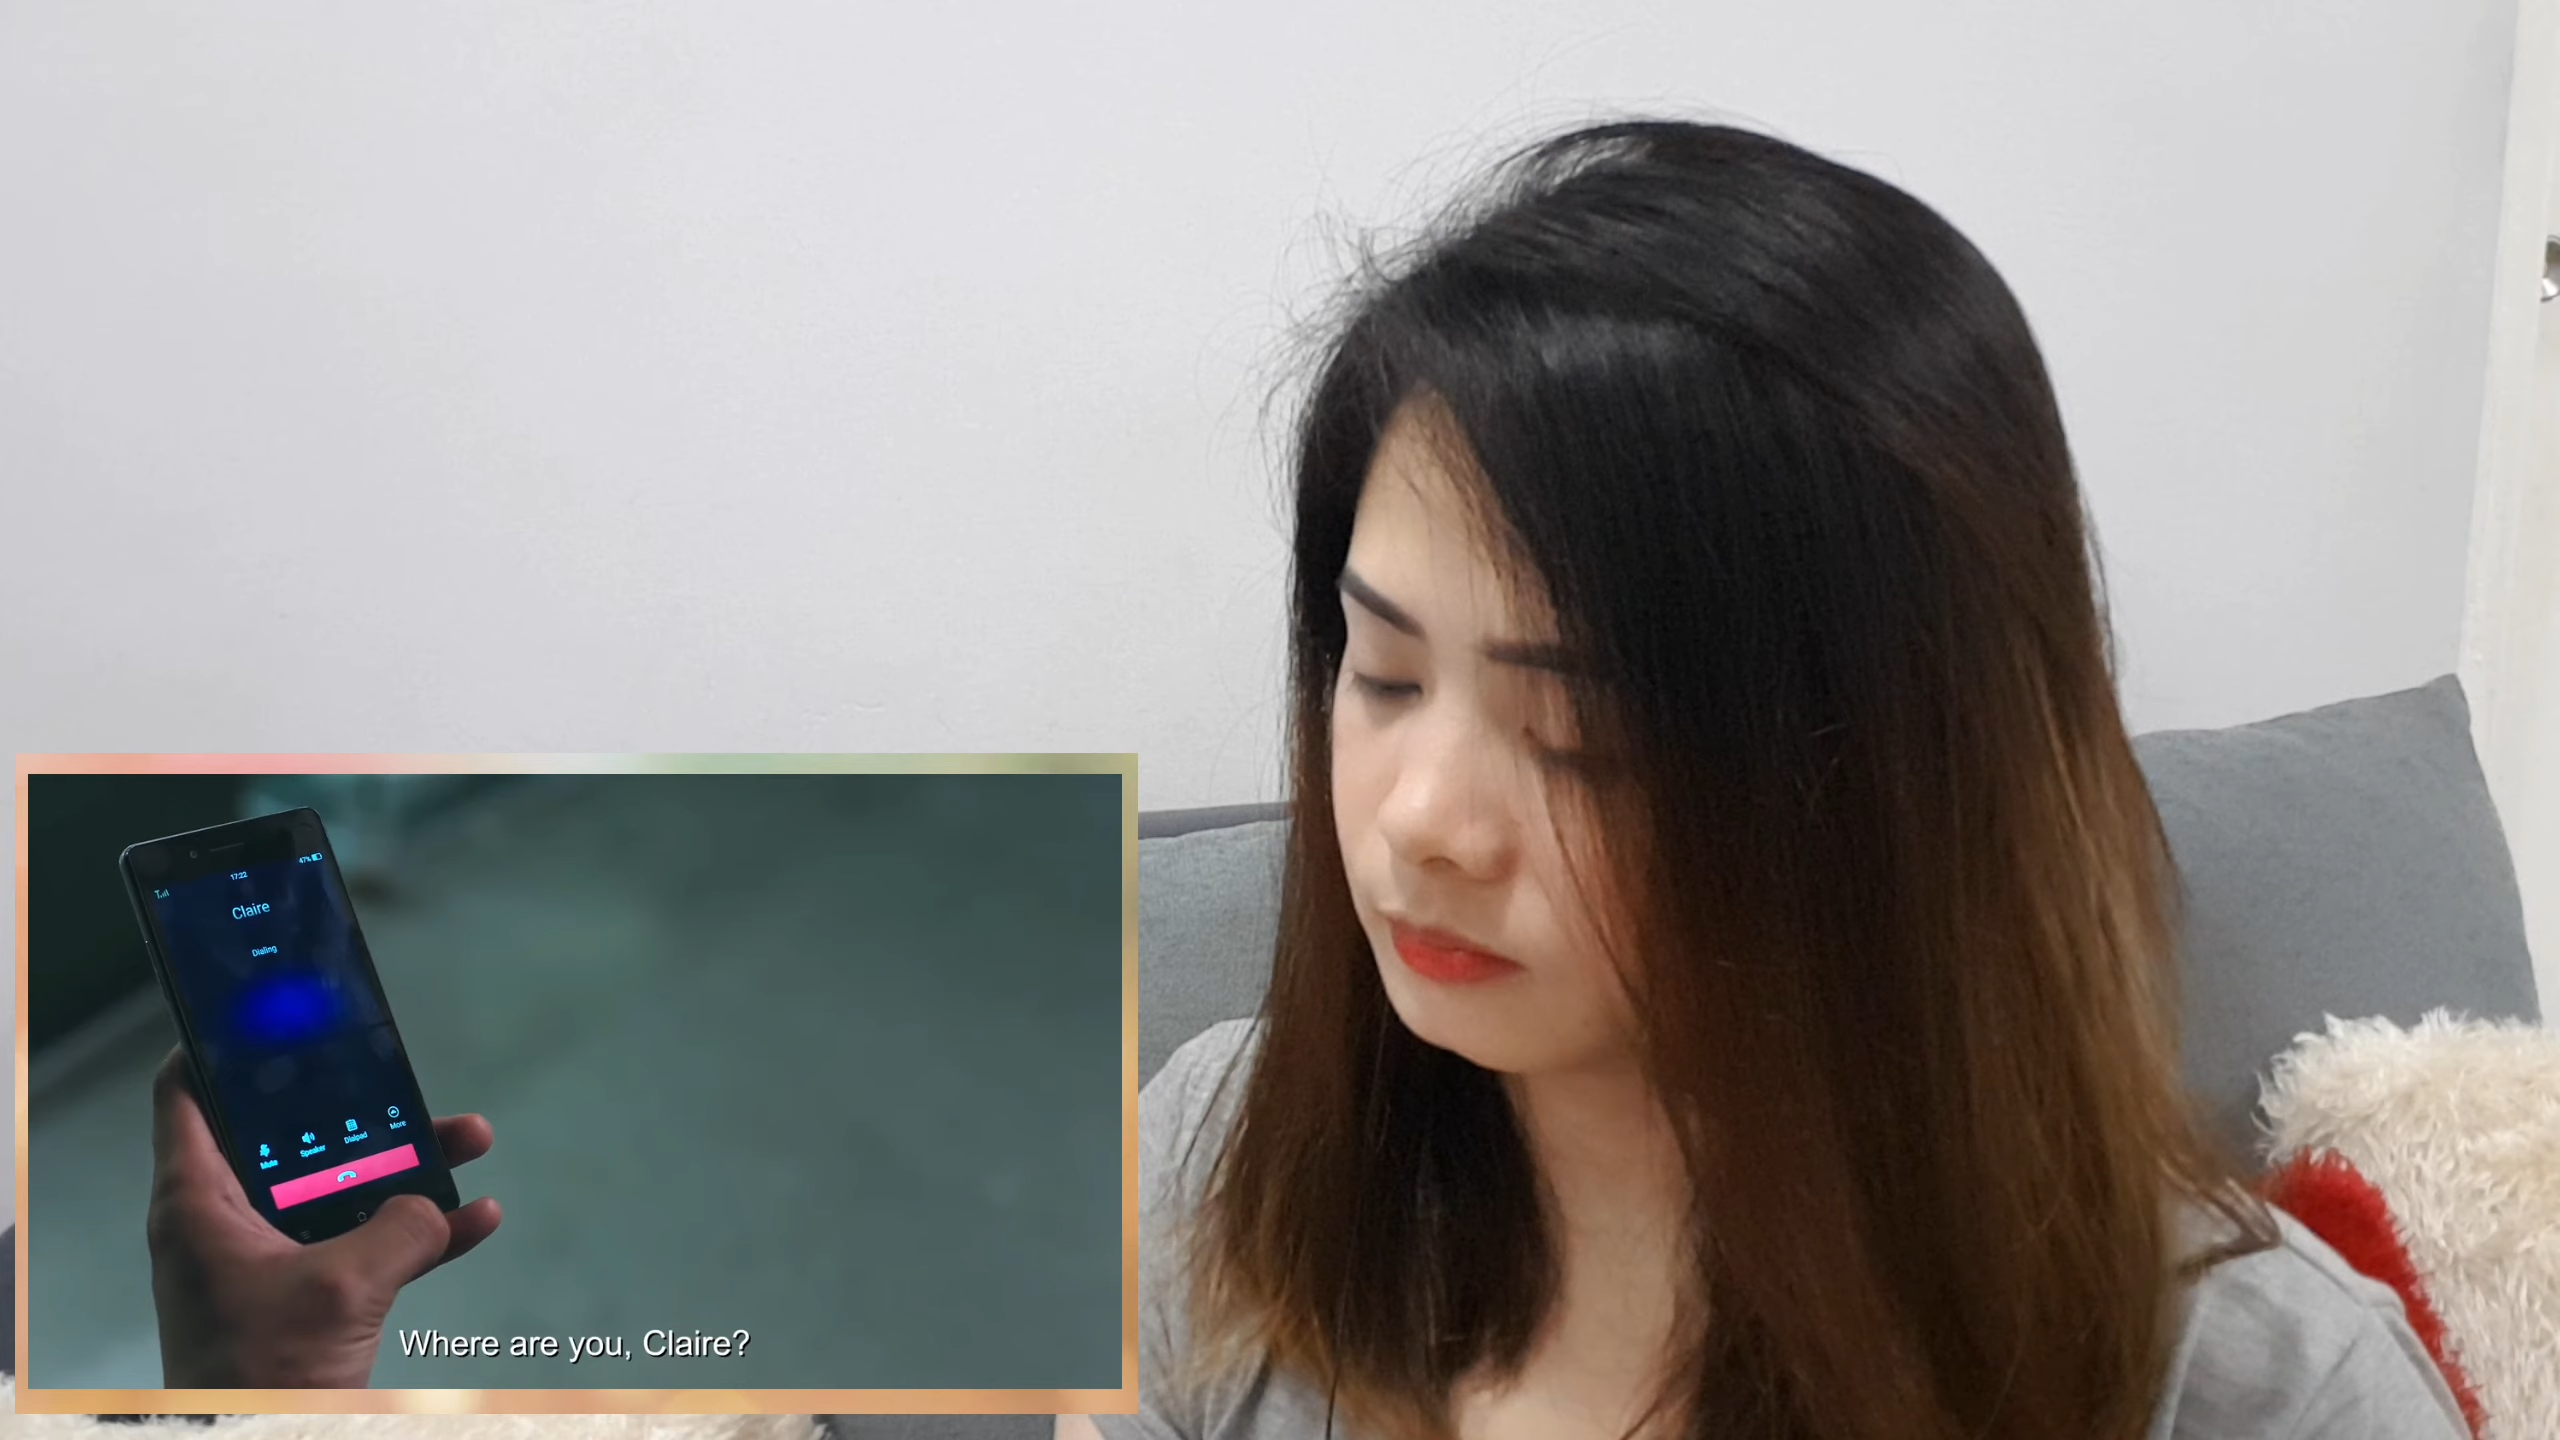 17:22
47%
Claire
Dialing
Mute
Speaker
Dialpad
More
Where are you, Claire?